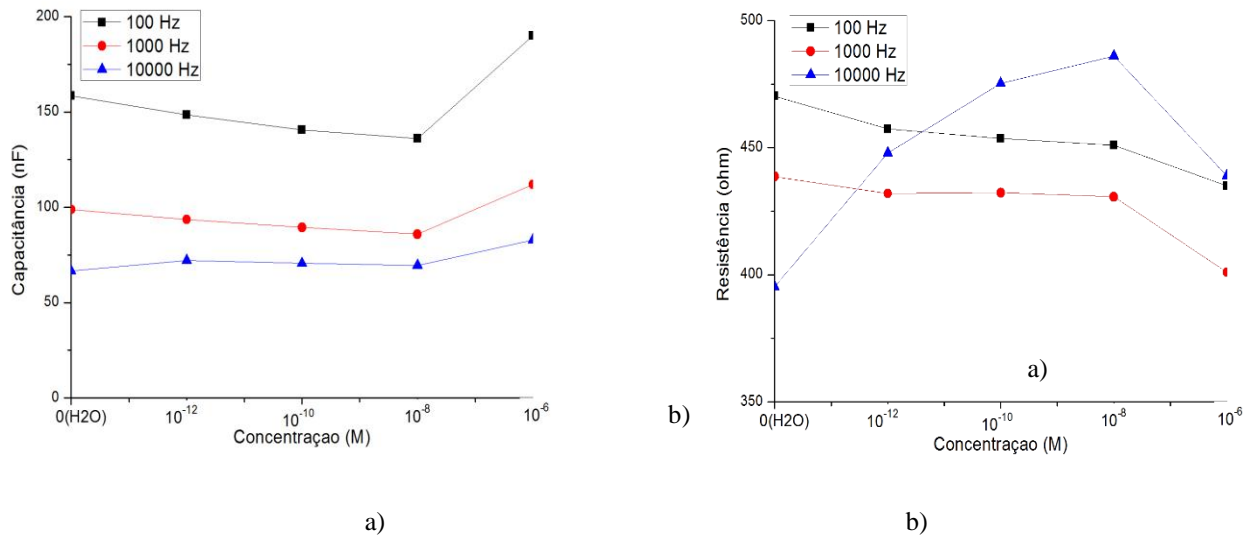 200
150
100
50
0
Capacitância (nF)
100 Hz
1000 Hz
10000 Hz
0(H2O)
10⁻¹²
10⁻¹⁰
10⁻⁸
10⁻⁶
Concentraçao (M)
b)
500
450
400
350
Resistência (ohm)
100 Hz
1000 Hz
10000 Hz
a)
0(H2O)
10⁻¹²
10⁻¹⁰
10⁻⁸
10⁻⁶
Concentraçao (M)
a)
b)